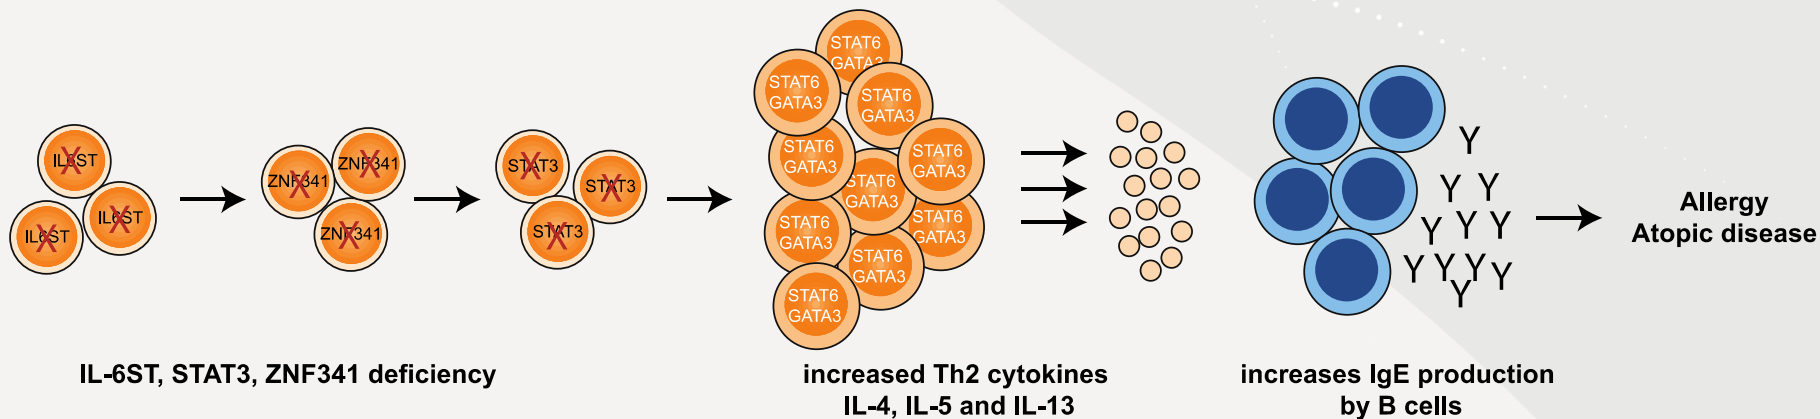 IL6ST
IL6ST
IL6ST
ZNF341
ZNF341
ZNF341
STAT3
STAT3
STAT3
STAT6
GATA3
STAT6
GATA3
STAT6
GATA3
STAT6
GATA3
STAT6
GATA3
STAT6
GATA3
STAT6
GATA3
STAT6
GATA3
STAT6
GATA3
STAT6
GATA3
Y
Y
Y
Y
Y
Y
Y
Y
Y
Y
Y
Allergy
Atopic disease
IL-6ST, STAT3, ZNF341 deficiency
increased Th2 cytokines
IL-4, IL-5 and IL-13
increases IgE production
by B cells